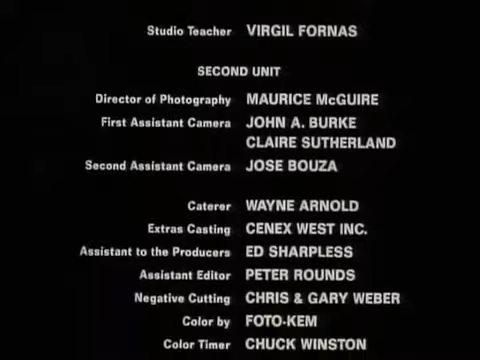 Studio Teacher VIRGIL FORNAS
SECOND UNIT
Director of Photography MAURICE McGUIRE
First Assistant Camera JOHN A. BURKE
CLAIRE SUTHERLAND
Second Assistant Camera JOSE BOUZA
Caterer WAYNE ARNOLD
Extras Casting CENEX WEST INC.
Assistant to the Producers ED SHARPLESS
Assistant Editor PETER ROUNDS
Negative Cutting CHRIS & GARY WEBER
Color by FOTO-KEM
Color Timer CHUCK WINSTON